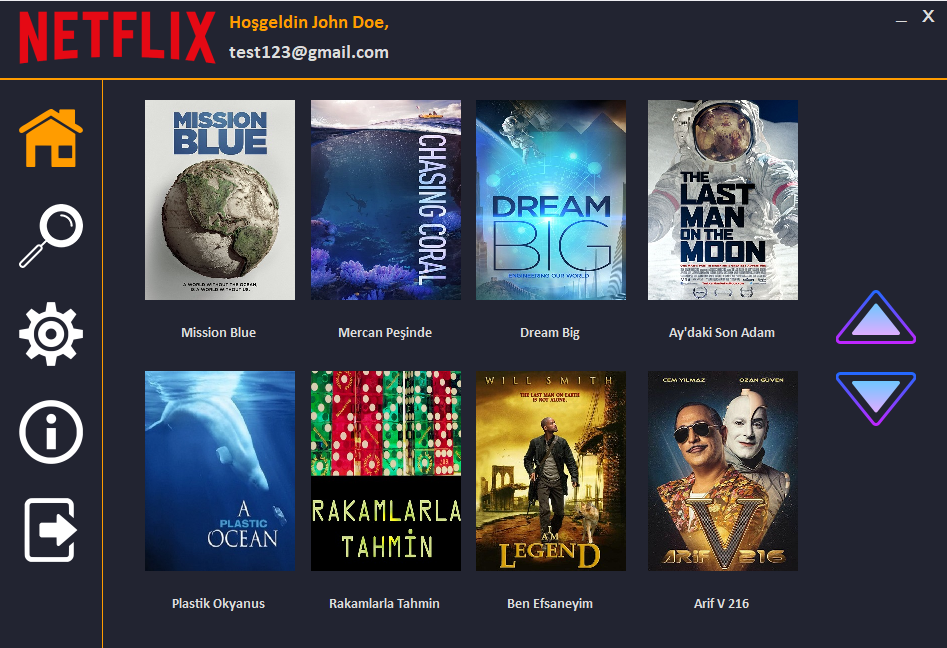 NETFLIX
Hoşgeldin John Doe,
test123@gmail.com
_ X
MISSION
BLUE
A WORLD WITHOUT THE OCEAN,
IS A WORLD WITHOUT US.
CHASING CORAL
DREAM
BIG
ENGINEERING OUR WORLD
THE
LAST
MAN
ON THE
MOON
Mission Blue
Mercan Peşinde
Dream Big
Ay'daki Son Adam
A
PLASTIC
OCEAN
RAKAMLARLA
TAHMİN
WILL SMITH
THE LAST MAN ON EARTH
IS NOT ALONE.
I
AM
LEGEND
CEM YILMAZ OZAN GÜVEN
ARİF V 216
Plastik Okyanus
Rakamlarla Tahmin
Ben Efsaneyim
Arif V 216